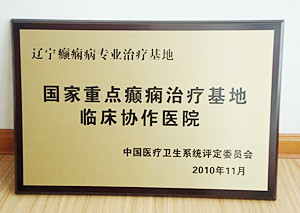 辽宁癫痫病专业治疗基地
国家重点癫痫治疗基地
临床协作医院
中国医疗卫生系统评定委员会
2010年11月